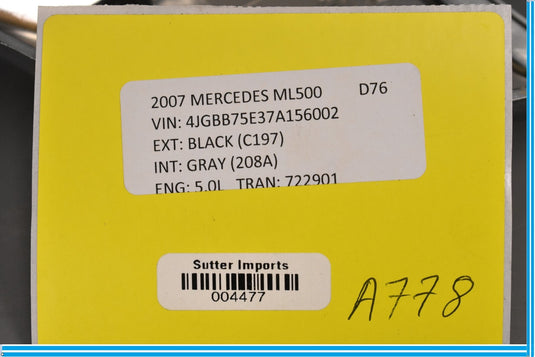 2007 MERCEDES ML500 D76
VIN: 4JGBB75E37A156002
EXT: BLACK (C197)
INT: GRAY (208A)
ENG: 5.0L TRAN: 722901
Sutter Imports
004477
A778